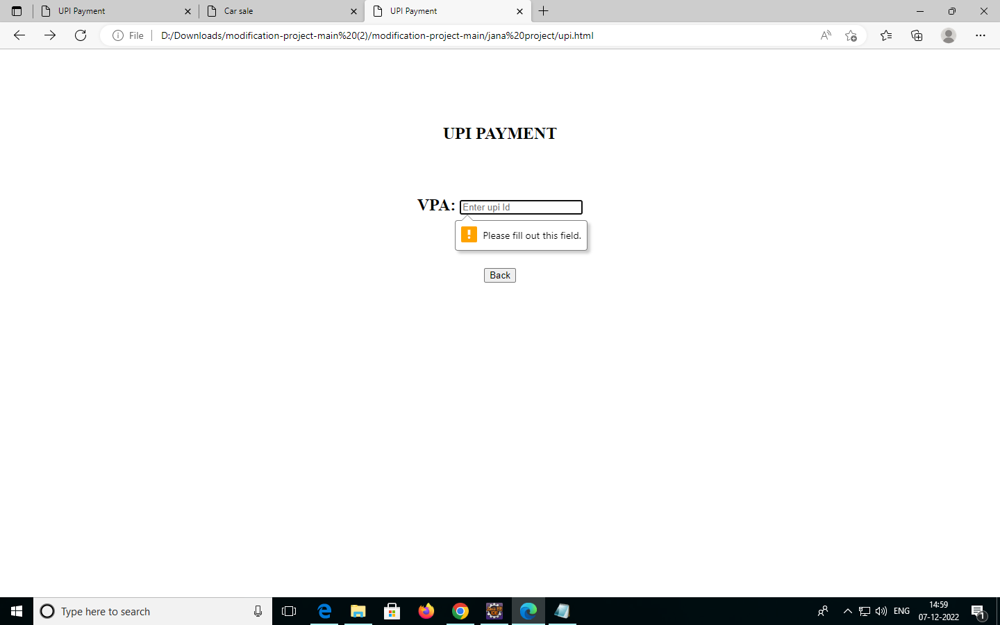 UPI Payment
Car sale
UPI Payment
File
D:/Downloads/modification-project-main%20(2)/modification-project-main/jana%20project/upi.html
UPI PAYMENT
VPA: Enter upi Id
Please fill out this field.
Back
Type here to search
ENG
14:59
07-12-2022
1